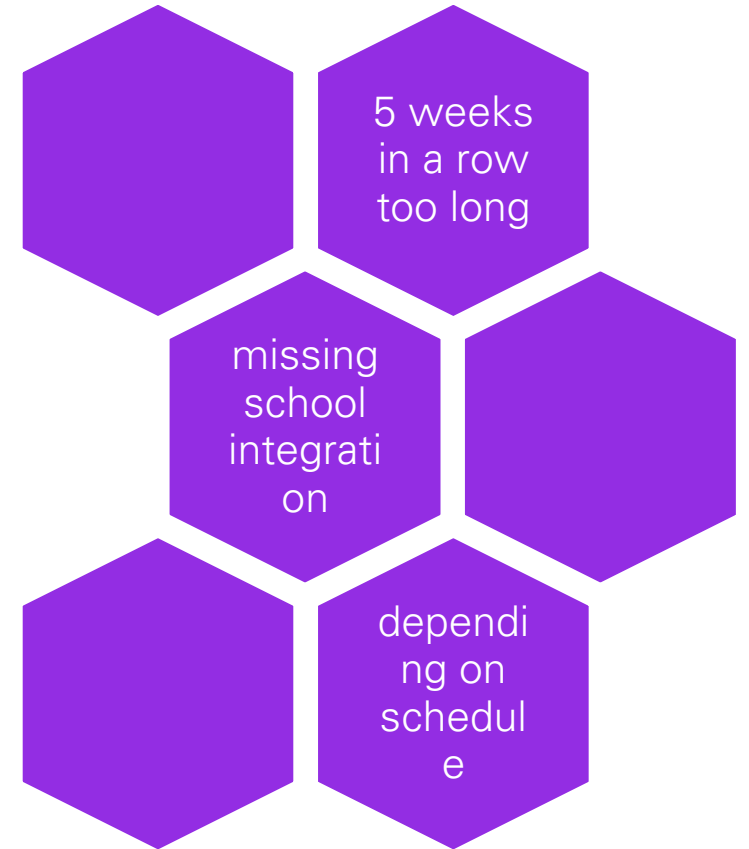 5 weeks
in a row
too long
missing
school
integrati
on
dependi
ng on
schedul
e